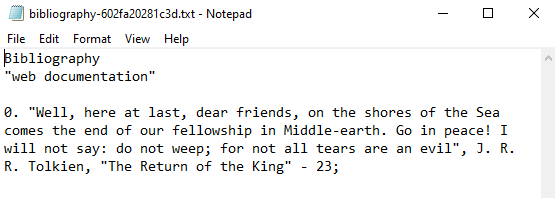 bibliography-602fa20281c3d.txt - Notepad
File Edit Format View Help
Bibliography
"web documentation"
0. "Well, here at last, dear friends, on the shores of the Sea
comes the end of our fellowship in Middle-earth. Go in peace! I
will not say: do not weep; for not all tears are an evil", J. R.
R. Tolkien, "The Return of the King" - 23;